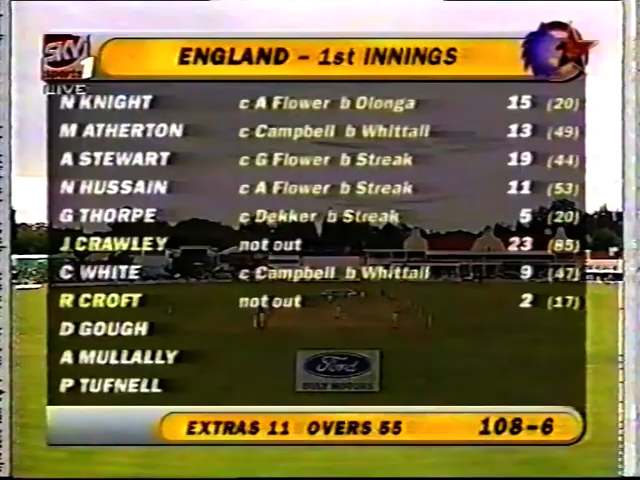 SKY
sports 1
LIVE
ENGLAND - 1st INNINGS
N KNIGHT c A Flower b Olonga 15 (20)
M ATHERTON c Campbell b Whittall 13 (49)
A STEWART c G Flower b Streak 19 (44)
N HUSSAIN c A Flower b Streak 11 (53)
G THORPE c Dekker b Streak 5 (20)
J CRAWLEY not out 23 (85)
C WHITE c Campbell b Whittall 9 (47)
R CROFT not out 2 (17)
D GOUGH
A MULLALLY
P TUFNELL
Ford
DULY MOTORS
EXTRAS 11 OVERS 55 108-6